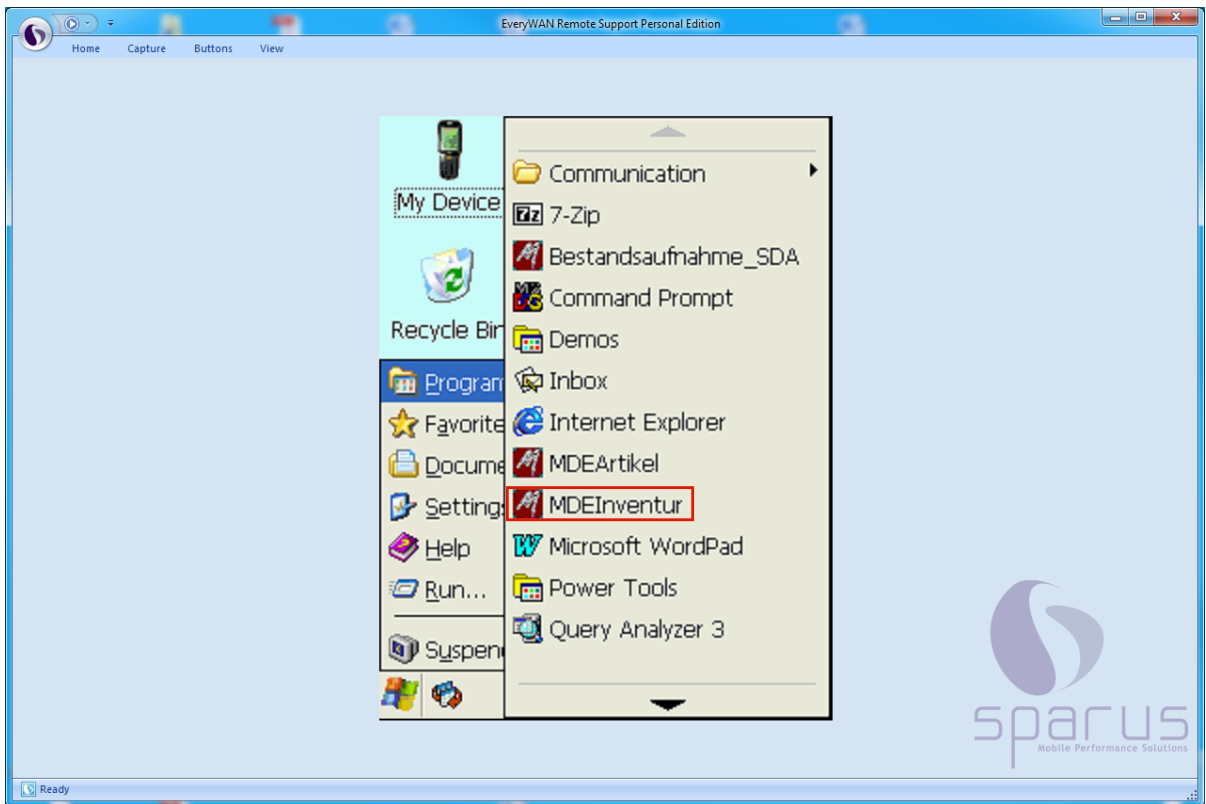 EveryWAN Remote Support Personal Edition
Home Capture Buttons View
My Device
Recycle Bin
Program
Favorite
Docume
Setting
Help
Run...
Suspen
Communication
7-Zip
Bestandsaufnahme_SDA
Command Prompt
Demos
Inbox
Internet Explorer
MDEArtikel
MDEInventur
Microsoft WordPad
Power Tools
Query Analyzer 3
sparus
Mobile Performance Solutions
Ready